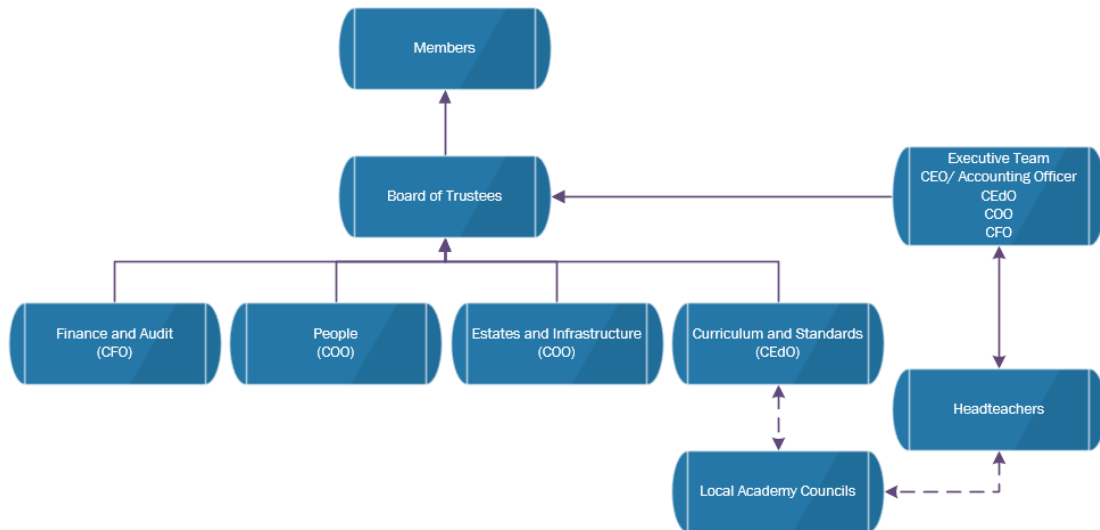 Members
Board of Trustees
Executive Team
CEO/ Accounting Officer
CEdO
COO
CFO
Finance and Audit
(CFO)
People
(COO)
Estates and Infrastructure
(COO)
Curriculum and Standards
(CEdO)
Headteachers
Local Academy Councils